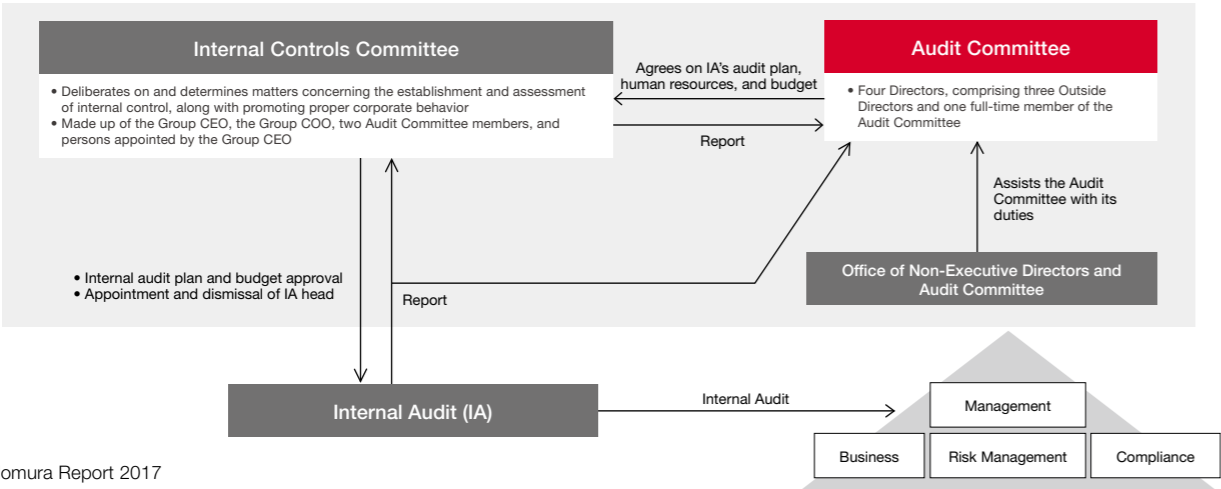 Internal Controls Committee
• Deliberates on and determines matters concerning the establishment and assessment
of internal control, along with promoting proper corporate behavior
• Made up of the Group CEO, the Group COO, two Audit Committee members, and
persons appointed by the Group CEO
Agrees on IA's audit plan,
human resources, and budget
Report
Audit Committee
• Four Directors, comprising three Outside
Directors and one full-time member of the
Audit Committee
Assists the Audit
Committee with its
duties
Office of Non-Executive Directors and
Audit Committee
• Internal audit plan and budget approval
• Appointment and dismissal of IA head
Report
Internal Audit (IA)
Internal Audit
Management
Business
Risk Management
Compliance
omura Report 2017